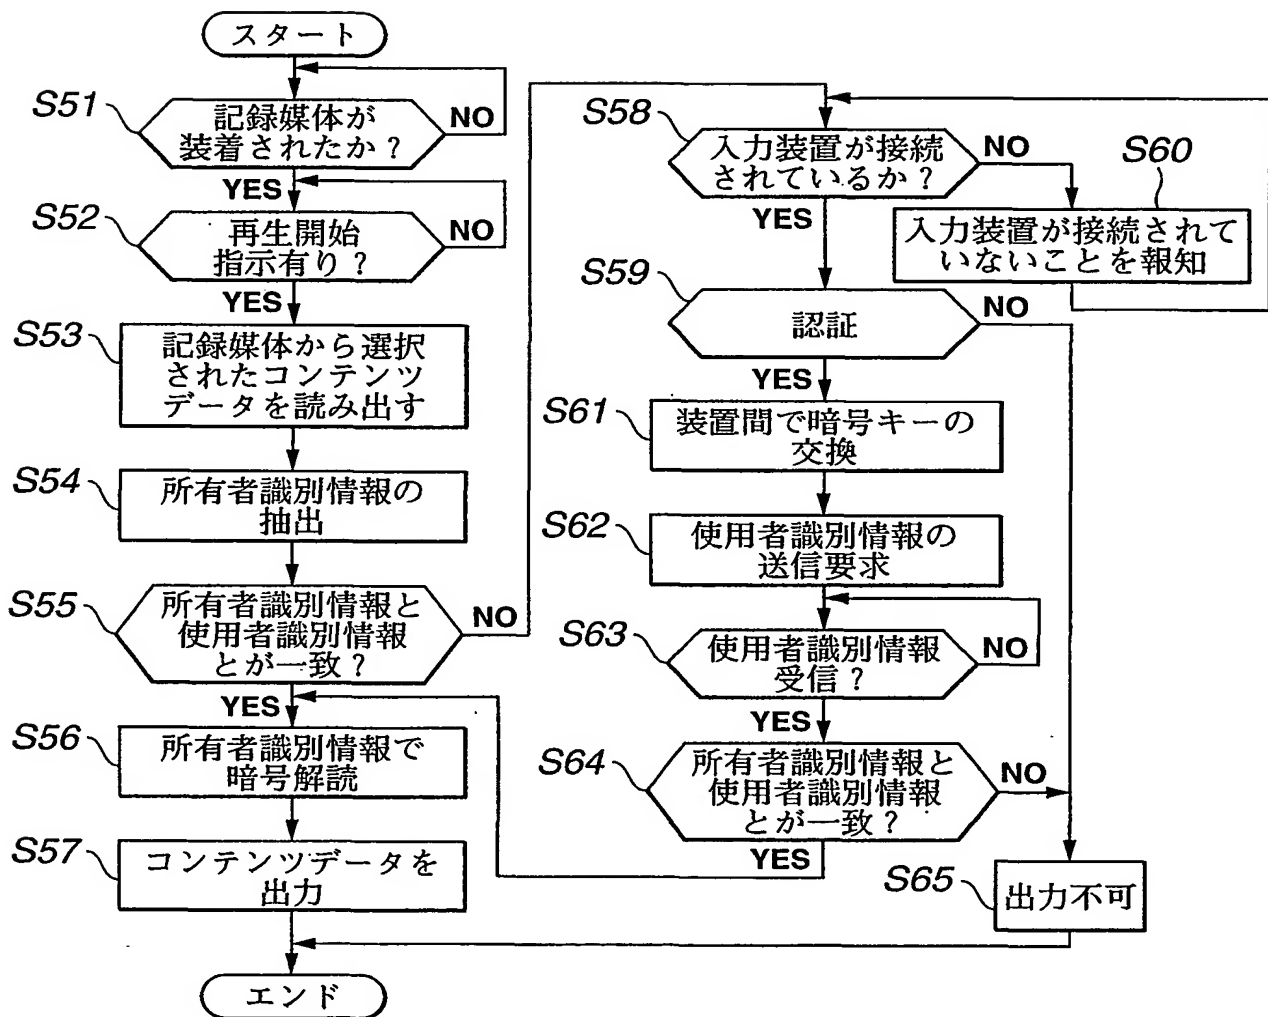 スタート
S51
記録媒体が
装着されたか?
NO
YES
S52
再生開始
指示有り?
NO
YES
S53
記録媒体から選択
されたコンテンツ
データを読み出す
S54
所有者識別情報の
抽出
S55
所有者識別情報と
使用者識別情報
とが一致?
NO
YES
S56
所有者識別情報で
暗号解読
S57
コンテンツデータを
出力
エンド
S58
入力装置が接続
されているか?
NO
YES
S60
入力装置が接続されて
いないことを報知
S59
認証
NO
YES
S61
装置間で暗号キーの
交換
S62
使用者識別情報の
送信要求
S63
使用者識別情報
受信?
NO
YES
S64
所有者識別情報と
使用者識別情報
とが一致?
NO
YES
S65
出力不可